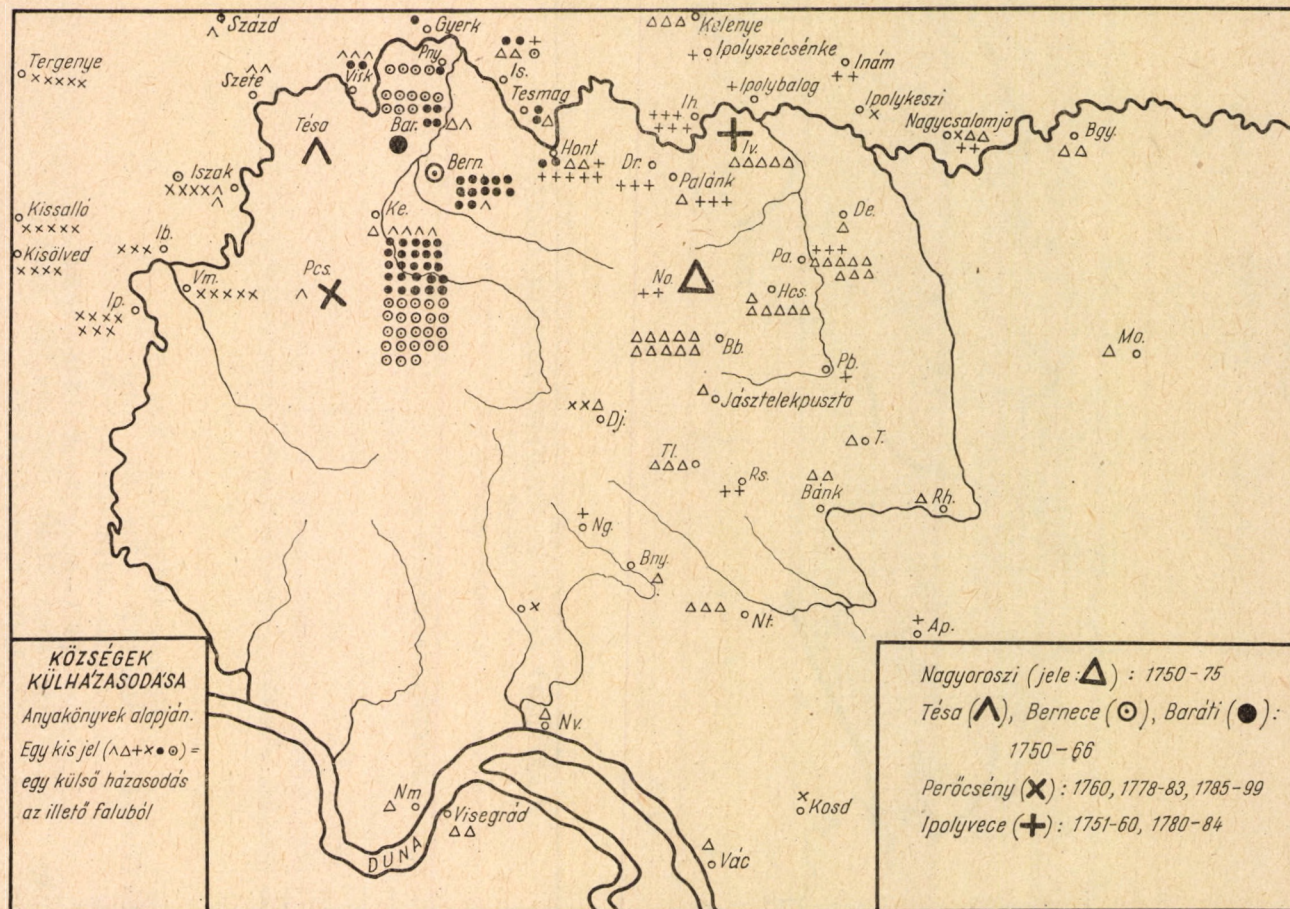 Százd
Gyerk
Kelenye
Ipolyszécsénke
Tergenye
Szete
Visk
Pny.
Is.
Inám
Tesmag
Ih.
Ipolybalog
Ipolykeszi
Nagycsalomja
Bgy.
Tésa
Bar.
Bern.
Hont
Dr.
Iv.
Palánk
Iszak
Kissalló
Kisölved
Ib.
Ke.
De.
Vm.
Pcs.
No.
Pa.
Hcs.
Ip.
Bb.
Mo.
Pb.
Jásztelekpuszta
Dj.
T.
Tl.
Rs.
Bánk
Rh.
Ng.
Bny.
Nt.
Ap.
Nv.
Nm.
Visegrád
Kosd
Vác
DUNA
KÖZSÉGEK
KÜLHÁZASODÁSA
Anyakönyvek alapján.
Egy kis jel (∧△+×●⊙) =
egy külső házasodás
az illető faluból
Nagyoroszi (jele: △) : 1750-75
Tésa (∧), Bernece (⊙), Baráti (●) :
1750-66
Perőcsény (×) : 1760, 1778-83, 1785-99
Ipolyvece (+) : 1751-60, 1780-84